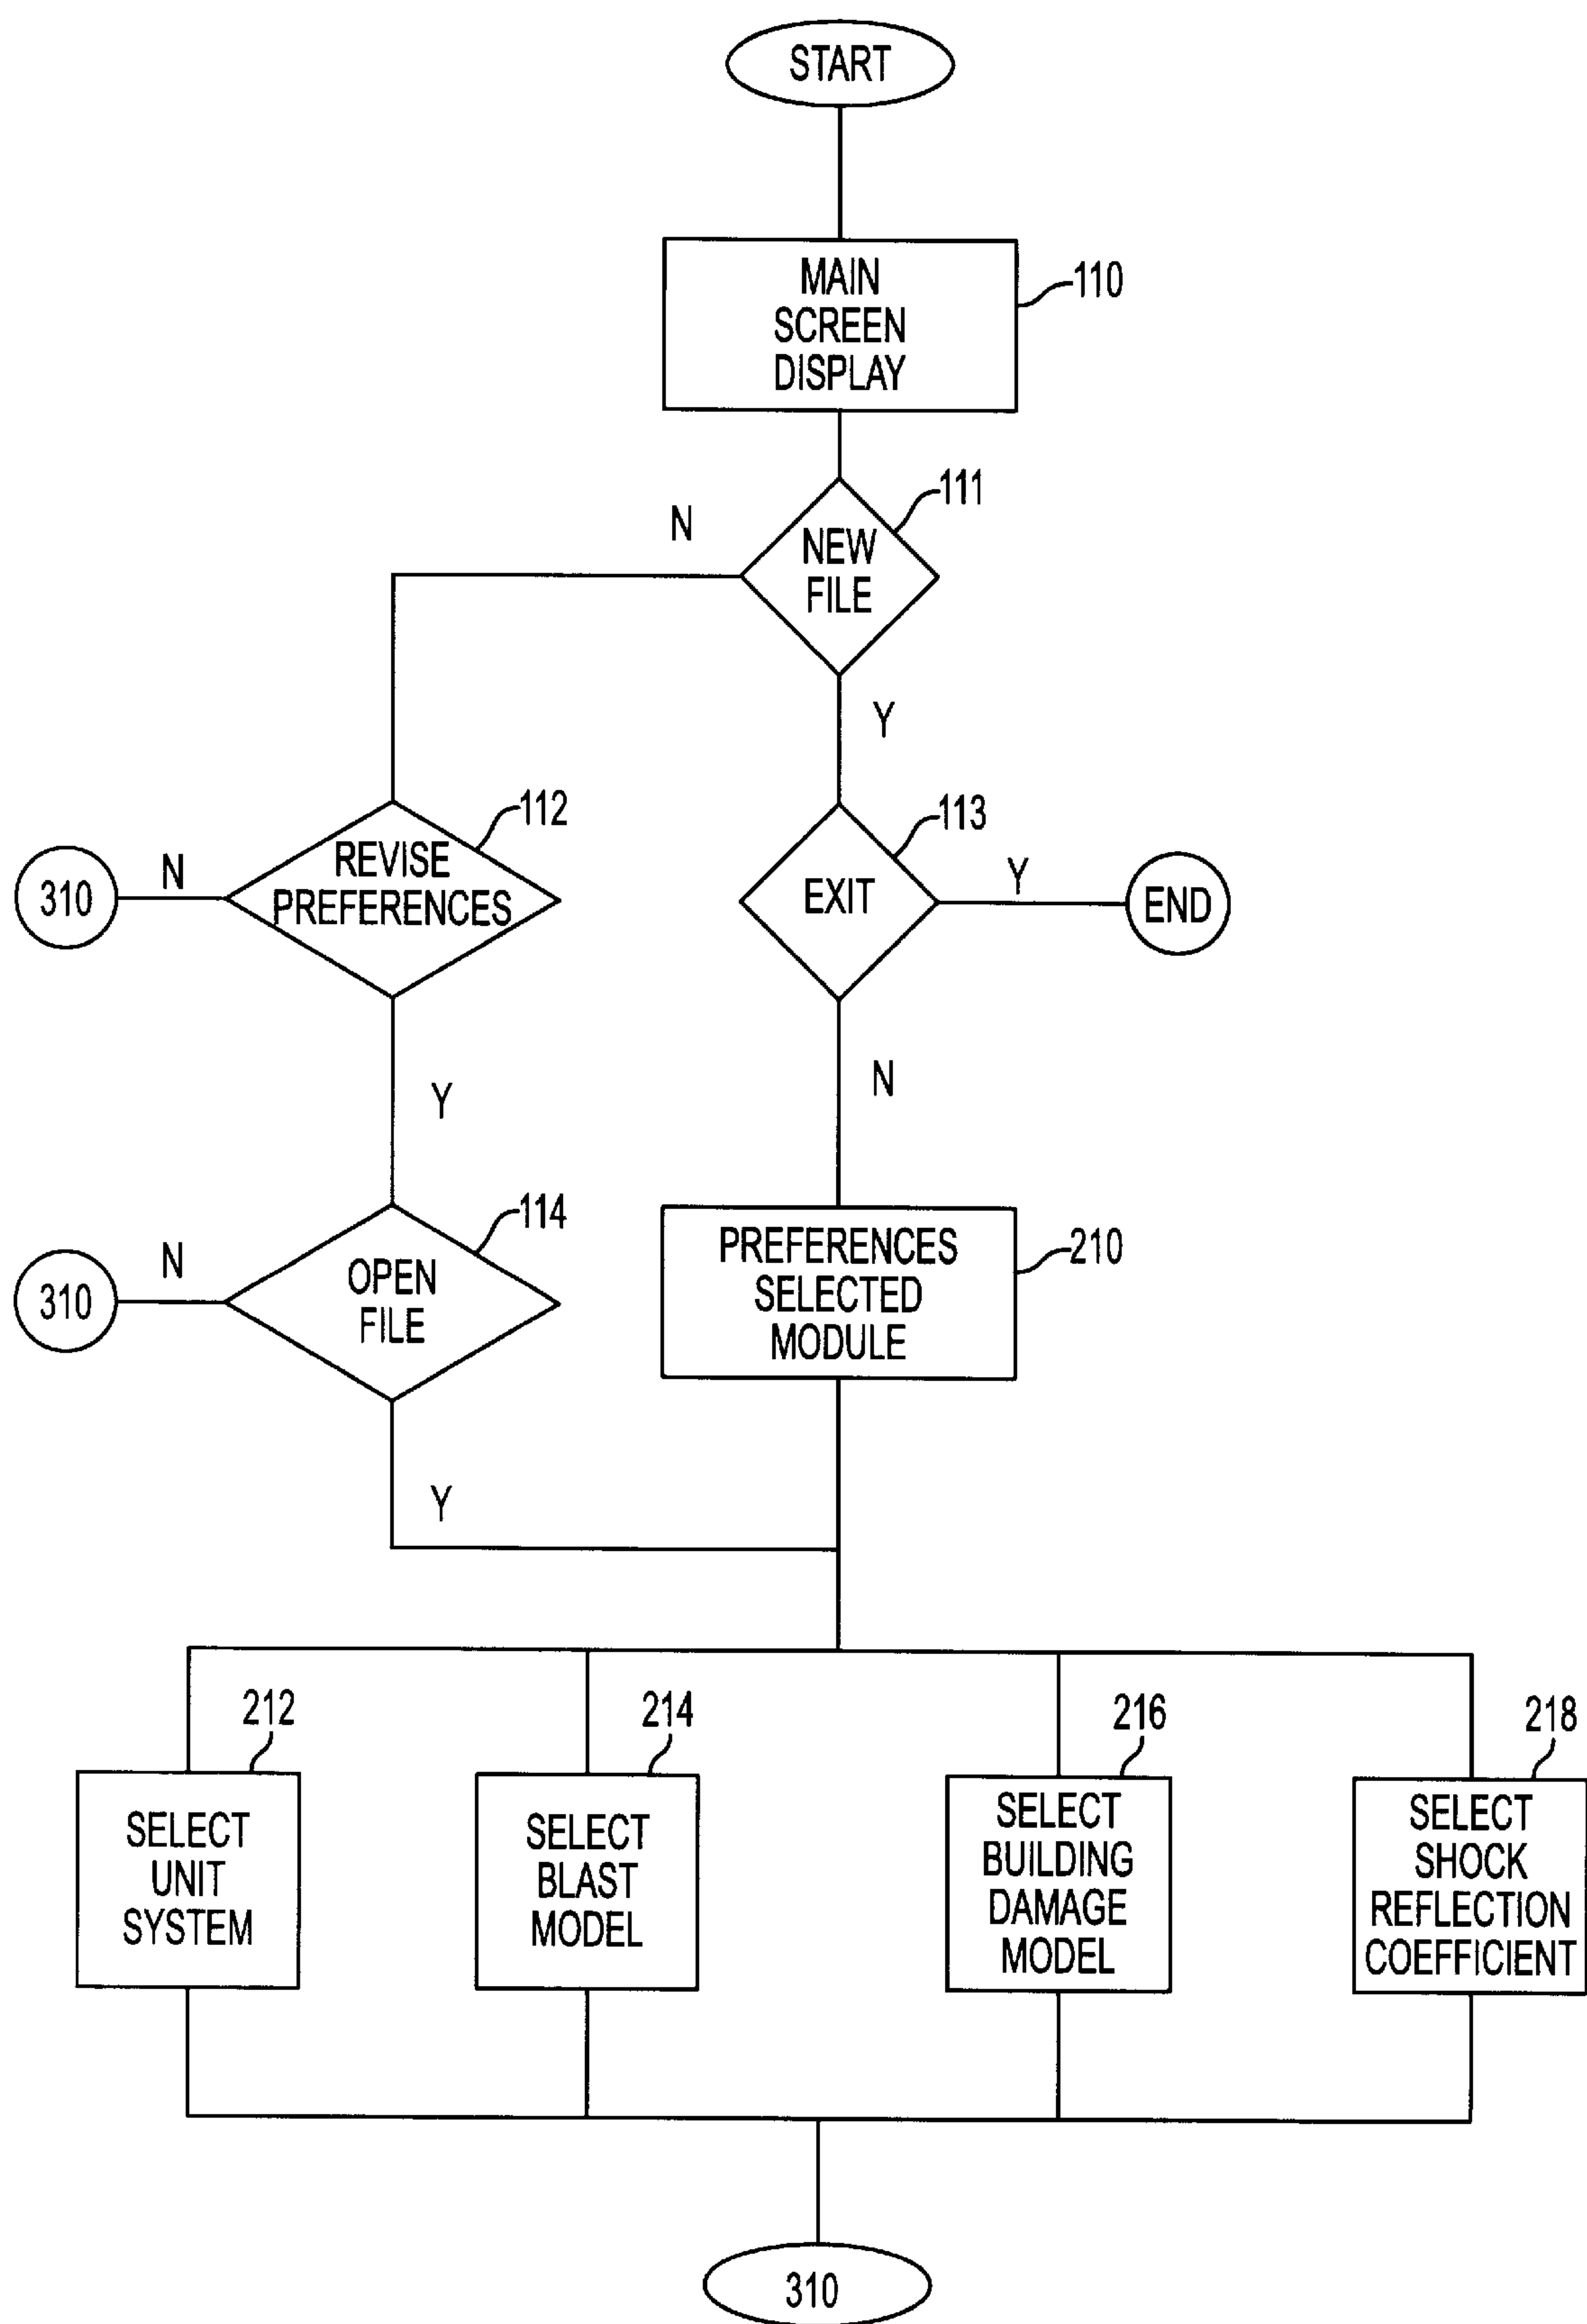 START
MAIN
SCREEN
DISPLAY
110
111
N
NEW
FILE
Y
112
113
310
N
REVISE
PREFERENCES
EXIT
Y
END
Y
N
114
310
N
OPEN
FILE
PREFERENCES
SELECTED
MODULE
210
Y
212
214
216
218
SELECT
UNIT
SYSTEM
SELECT
BLAST
MODEL
SELECT
BUILDING
DAMAGE
MODEL
SELECT
SHOCK
REFLECTION
COEFFICIENT
310